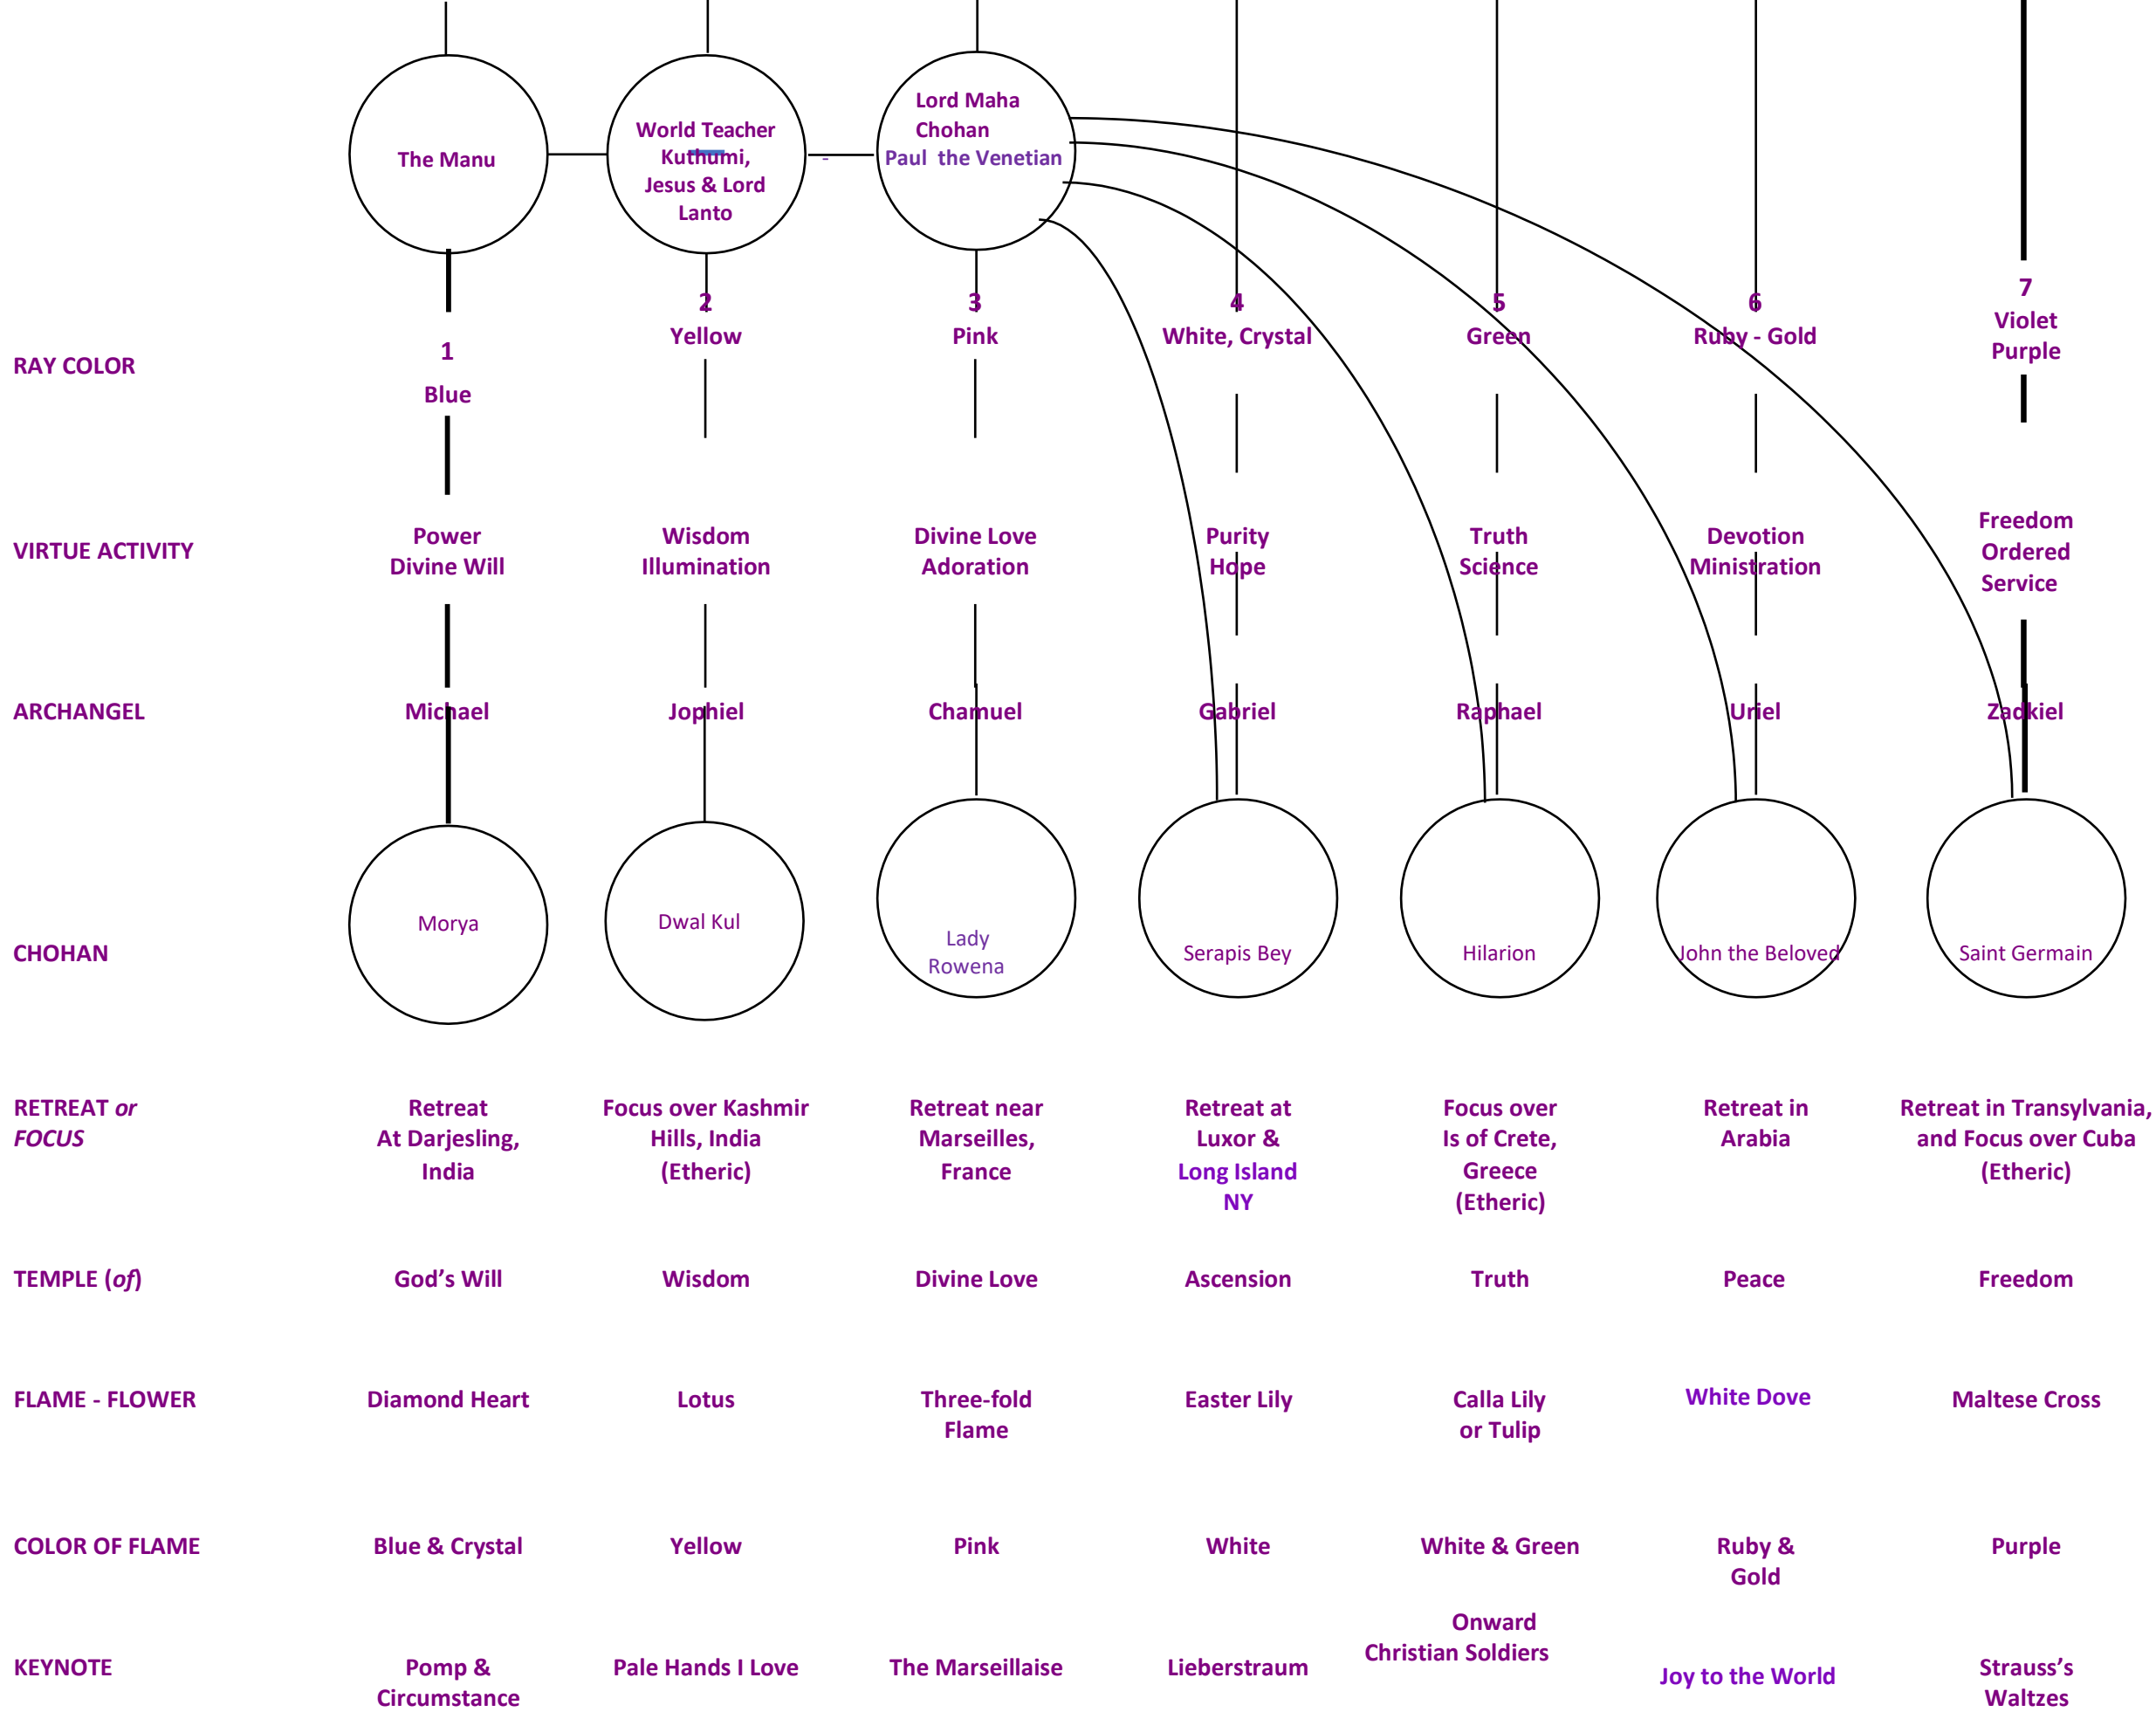 The Manu
World Teacher
Kuthumi,
Jesus & Lord
Lanto
-
Lord Maha
Chohan
Paul the Venetian
RAY COLOR
1
Blue
2
Yellow
3
Pink
4
White, Crystal
5
Green
6
Ruby - Gold
7
Violet
Purple
VIRTUE ACTIVITY
Power
Divine Will
Wisdom
Illumination
Divine Love
Adoration
Purity
Hope
Truth
Science
Devotion
Ministration
Freedom
Ordered
Service
ARCHANGEL
Michael
Jophiel
Chamuel
Gabriel
Raphael
Uriel
Zadkiel
CHOHAN
Morya
Dwal Kul
Lady
Rowena
Serapis Bey
Hilarion
John the Beloved
Saint Germain
RETREAT or
FOCUS
Retreat
At Darjesling,
India
Focus over Kashmir
Hills, India
(Etheric)
Retreat near
Marseilles,
France
Retreat at
Luxor &
Long Island
NY
Focus over
Is of Crete,
Greece
(Etheric)
Retreat in
Arabia
Retreat in Transylvania,
and Focus over Cuba
(Etheric)
TEMPLE (of)
God’s Will
Wisdom
Divine Love
Ascension
Truth
Peace
Freedom
FLAME - FLOWER
Diamond Heart
Lotus
Three-fold
Flame
Easter Lily
Calla Lily
or Tulip
White Dove
Maltese Cross
COLOR OF FLAME
Blue & Crystal
Yellow
Pink
White
White & Green
Ruby &
Gold
Purple
KEYNOTE
Pomp &
Circumstance
Pale Hands I Love
The Marseillaise
Lieberstraum
Onward
Christian Soldiers
Joy to the World
Strauss’s
Waltzes